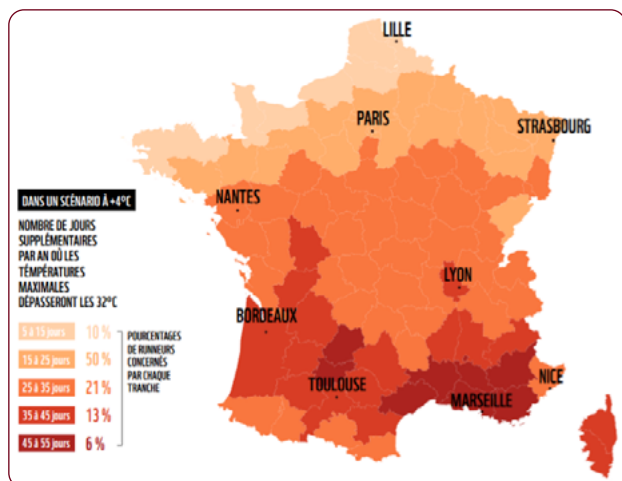 LILLE
PARIS
STRASBOURG
NANTES
LYON
BORDEAUX
TOULOUSE
NICE
MARSEILLE
DANS UN SCÉNARIO À +4°C
NOMBRE DE JOURS
SUPPLÉMENTAIRES
PAR AN OÙ LES
TÉMPÉRATURES
MAXIMALES
DÉPASSERONT LES 32°C
5 à 15 jours 10 %
15 à 25 jours 50 %
25 à 35 jours 21 %
35 à 45 jours 13 %
45 à 55 jours 6 %
POURCENTAGES
DE RUNNEURS
CONCERNÉS
PAR CHAQUE
TRANCHE